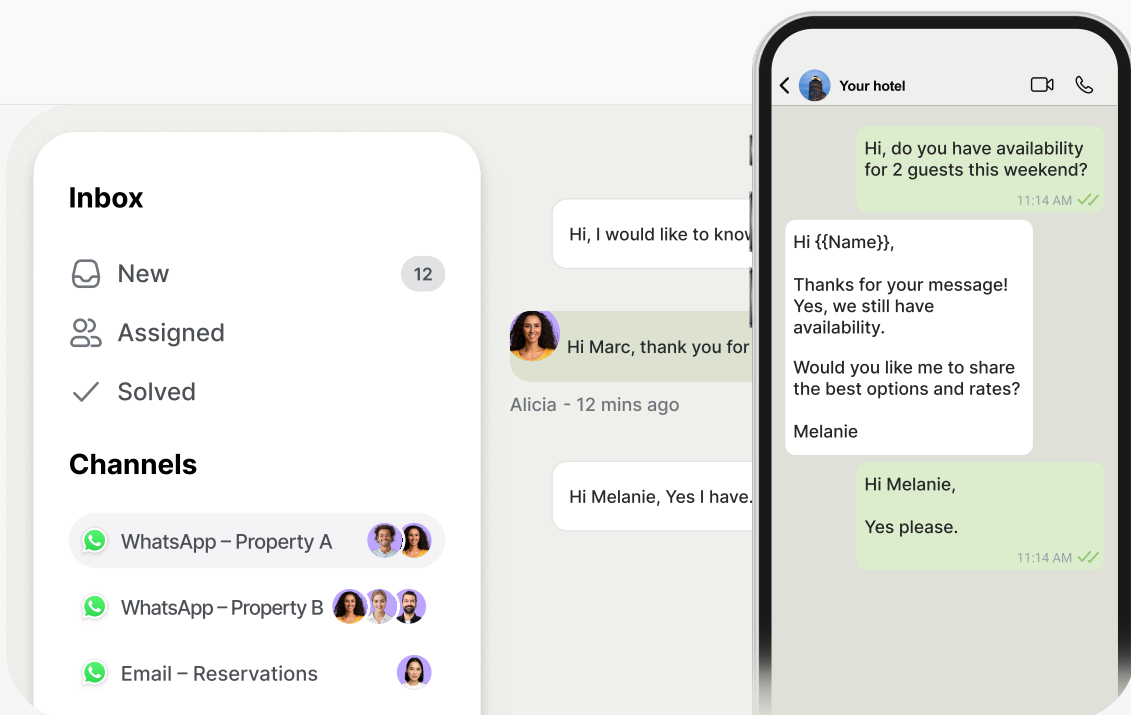 Inbox
New
12
Assigned
Solved
Channels
WhatsApp – Property A
WhatsApp – Property B
Email – Reservations
Hi, I would like to know
Hi Marc, thank you for
Alicia - 12 mins ago
Hi Melanie, Yes I have.
Your hotel
Hi, do you have availability
for 2 guests this weekend?
11:14 AM
Hi {{Name}},
Thanks for your message!
Yes, we still have
availability.
Would you like me to share
the best options and rates?
Melanie
Hi Melanie,
Yes please.
11:14 AM